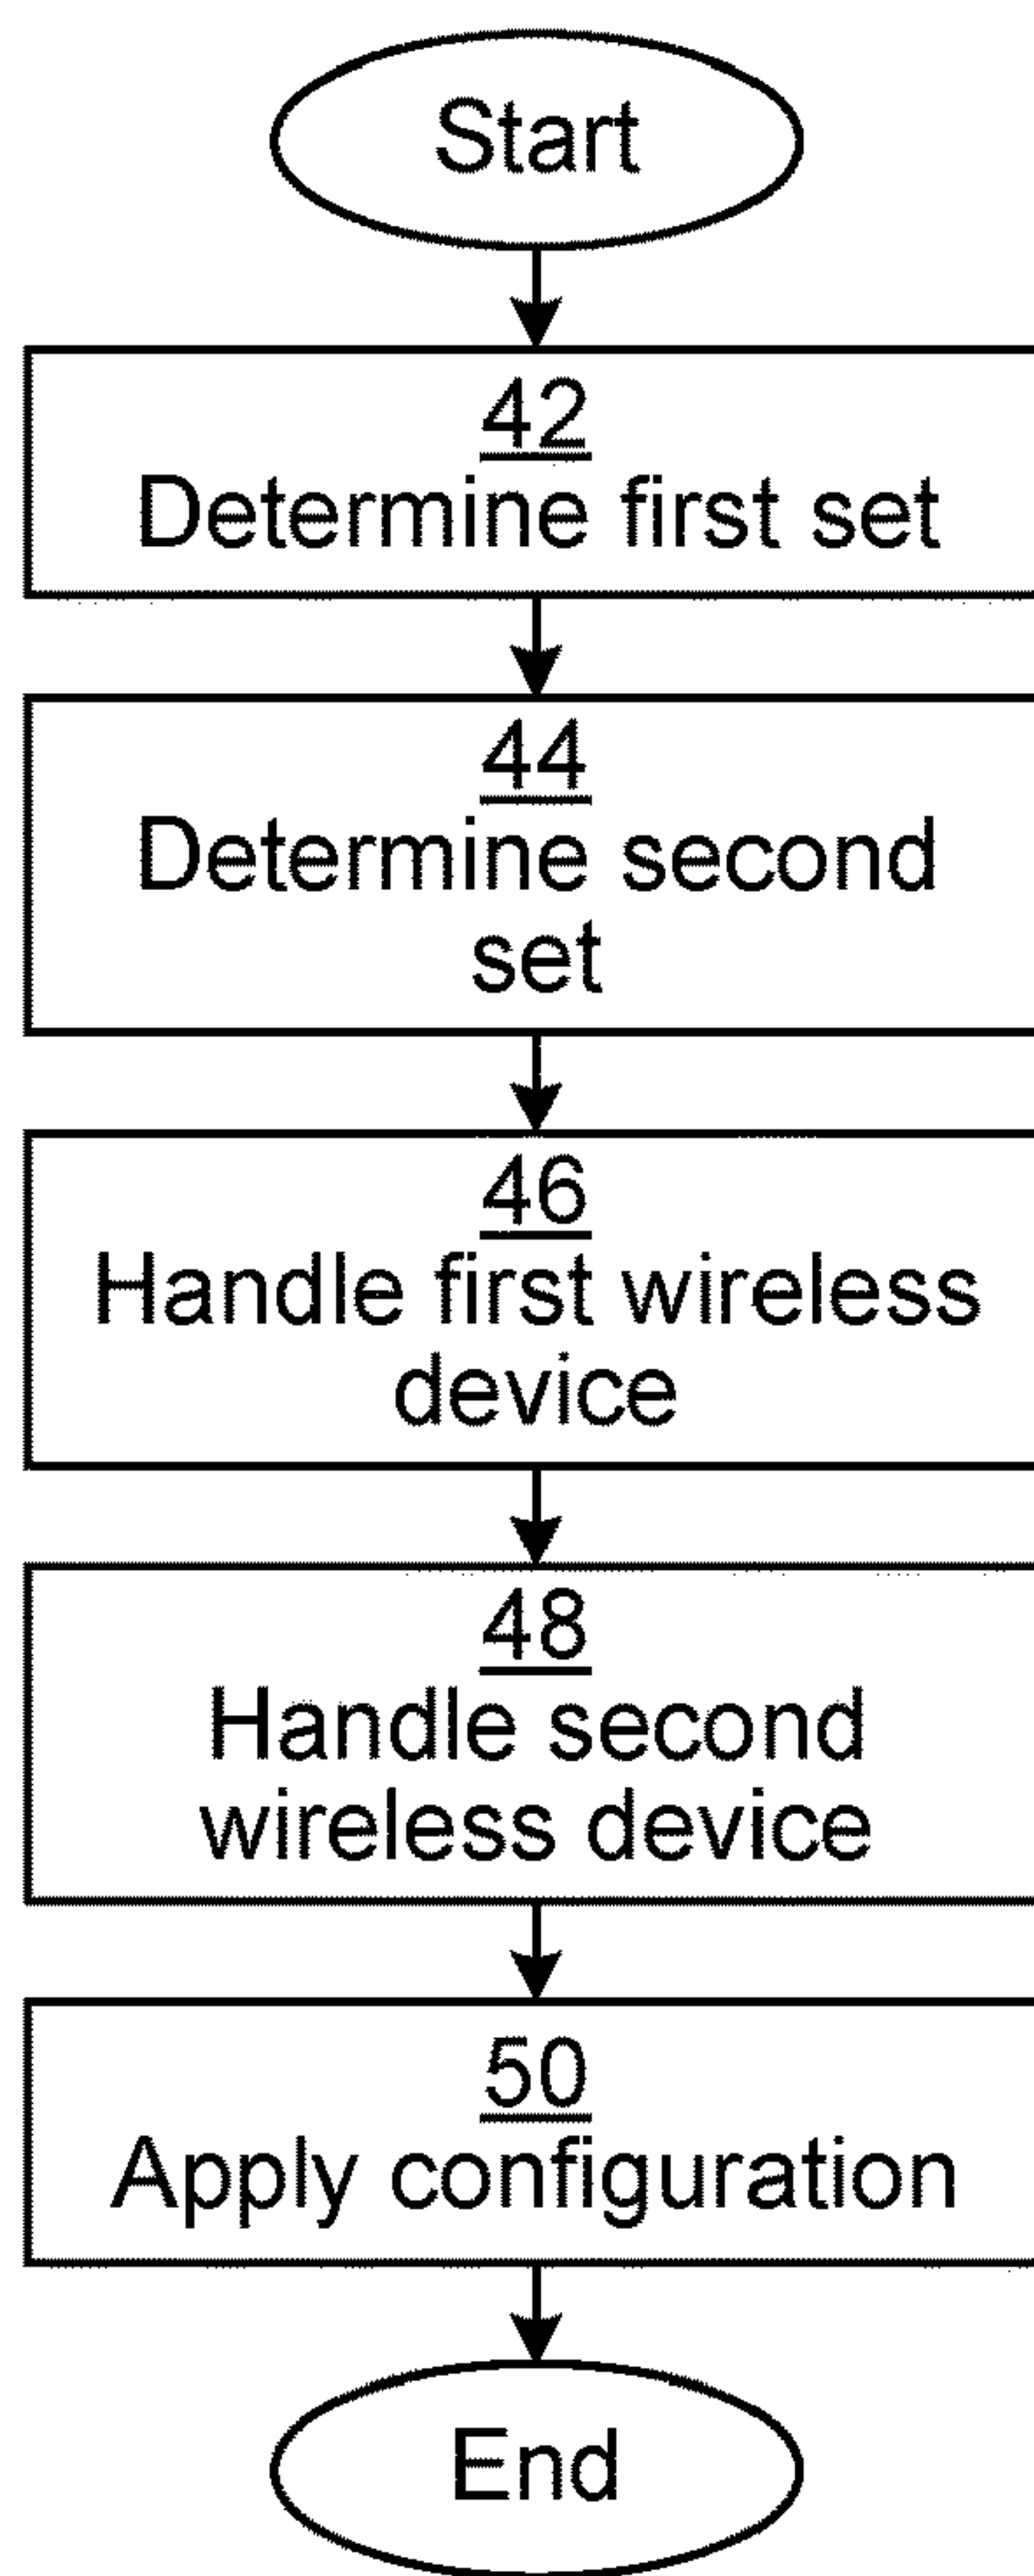 Start
42
Determine first set
44
Determine second
set
46
Handle first wireless
device
48
Handle second
wireless device
50
Apply configuration
End